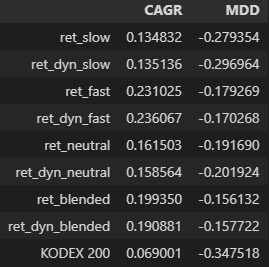 CAGR MDD
ret_slow 0.134832 -0.279354
ret_dyn_slow 0.135136 -0.296964
ret_fast 0.231025 -0.179269
ret_dyn_fast 0.236067 -0.170268
ret_neutral 0.161503 -0.191690
ret_dyn_neutral 0.158564 -0.201924
ret_blended 0.199350 -0.156132
ret_dyn_blended 0.190881 -0.157722
KODEX 200 0.069001 -0.347518